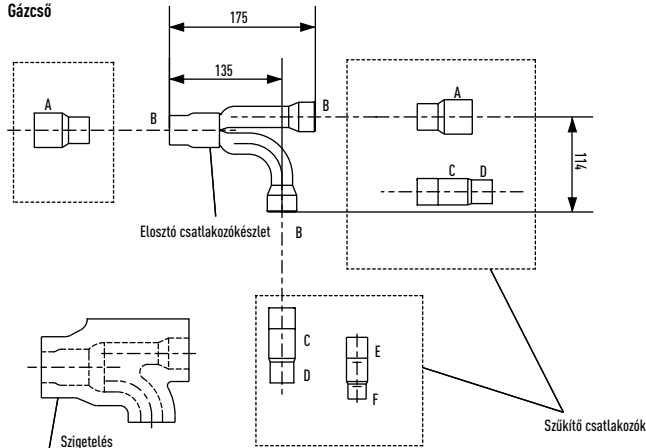 Gázcső
175
135
A
B
B
A
114
C
D
Elosztó csatlakozókészlet
B
C
D
E
F
Szűkítő csatlakozók
Szigetelés